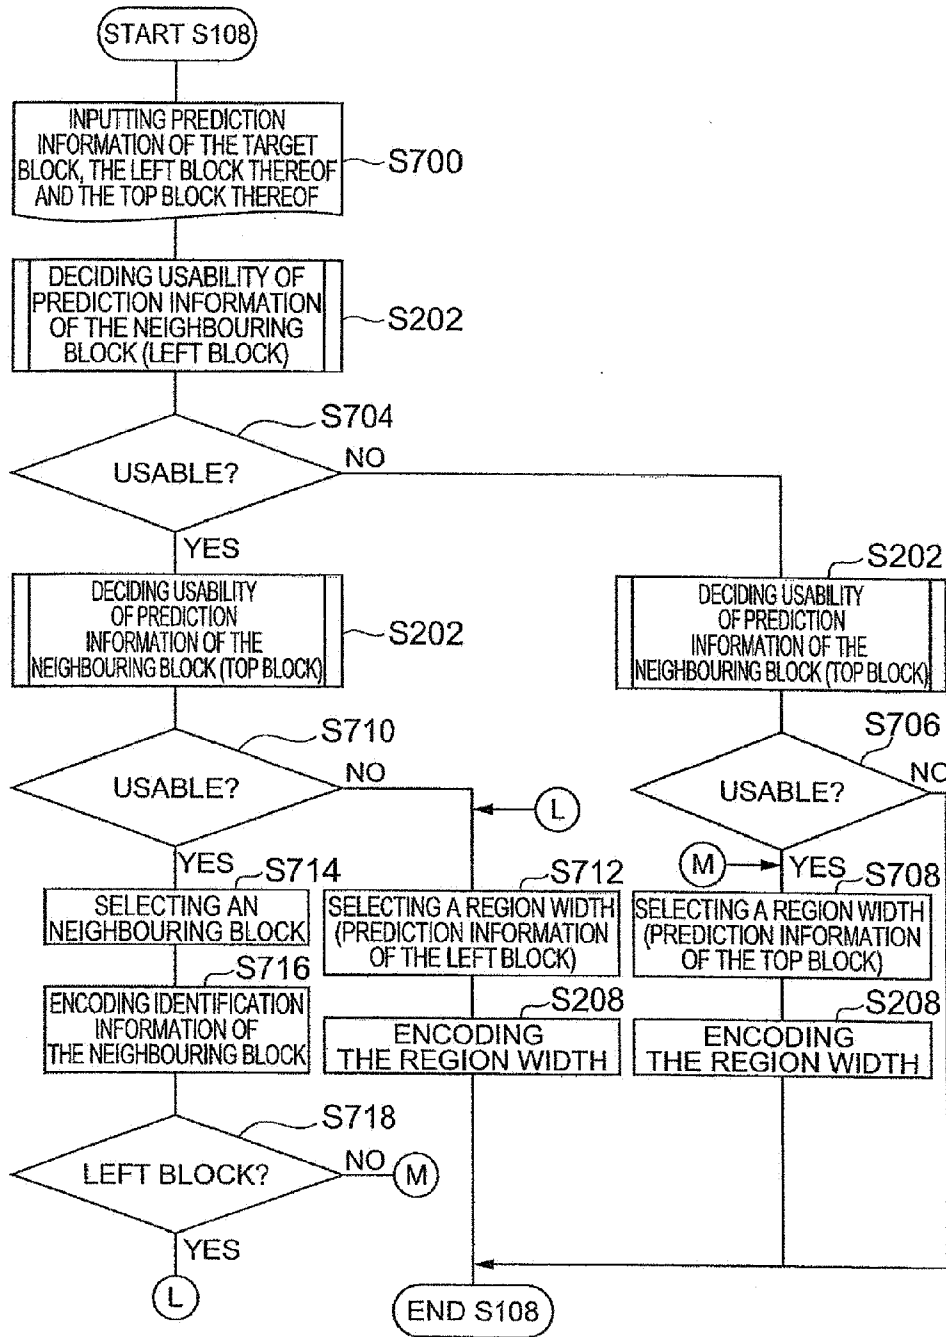 START S108
INPUTTING PREDICTION
INFORMATION OF THE TARGET
BLOCK, THE LEFT BLOCK THEREOF
AND THE TOP BLOCK THEREOF
S700
DECIDING USABILITY OF
PREDICTION INFORMATION
OF THE NEIGHBOURING
BLOCK (LEFT BLOCK)
S202
S704
USABLE?
NO
YES
DECIDING USABILITY
OF PREDICTION
INFORMATION OF THE
NEIGHBOURING BLOCK (TOP BLOCK)
S202
S202
DECIDING USABILITY
OF PREDICTION
INFORMATION OF THE
NEIGHBOURING BLOCK (TOP BLOCK)
S710
USABLE?
NO
YES
L
S706
USABLE?
NO
YES
M
S714
SELECTING AN
NEIGHBOURING BLOCK
S712
SELECTING A REGION WIDTH
(PREDICTION INFORMATION
OF THE LEFT BLOCK)
S708
SELECTING A REGION WIDTH
(PREDICTION INFORMATION
OF THE TOP BLOCK)
S716
ENCODING IDENTIFICATION
INFORMATION OF
THE NEIGHBOURING BLOCK
S208
ENCODING
THE REGION WIDTH
S208
ENCODING
THE REGION WIDTH
S718
LEFT BLOCK?
NO
M
YES
L
END S108